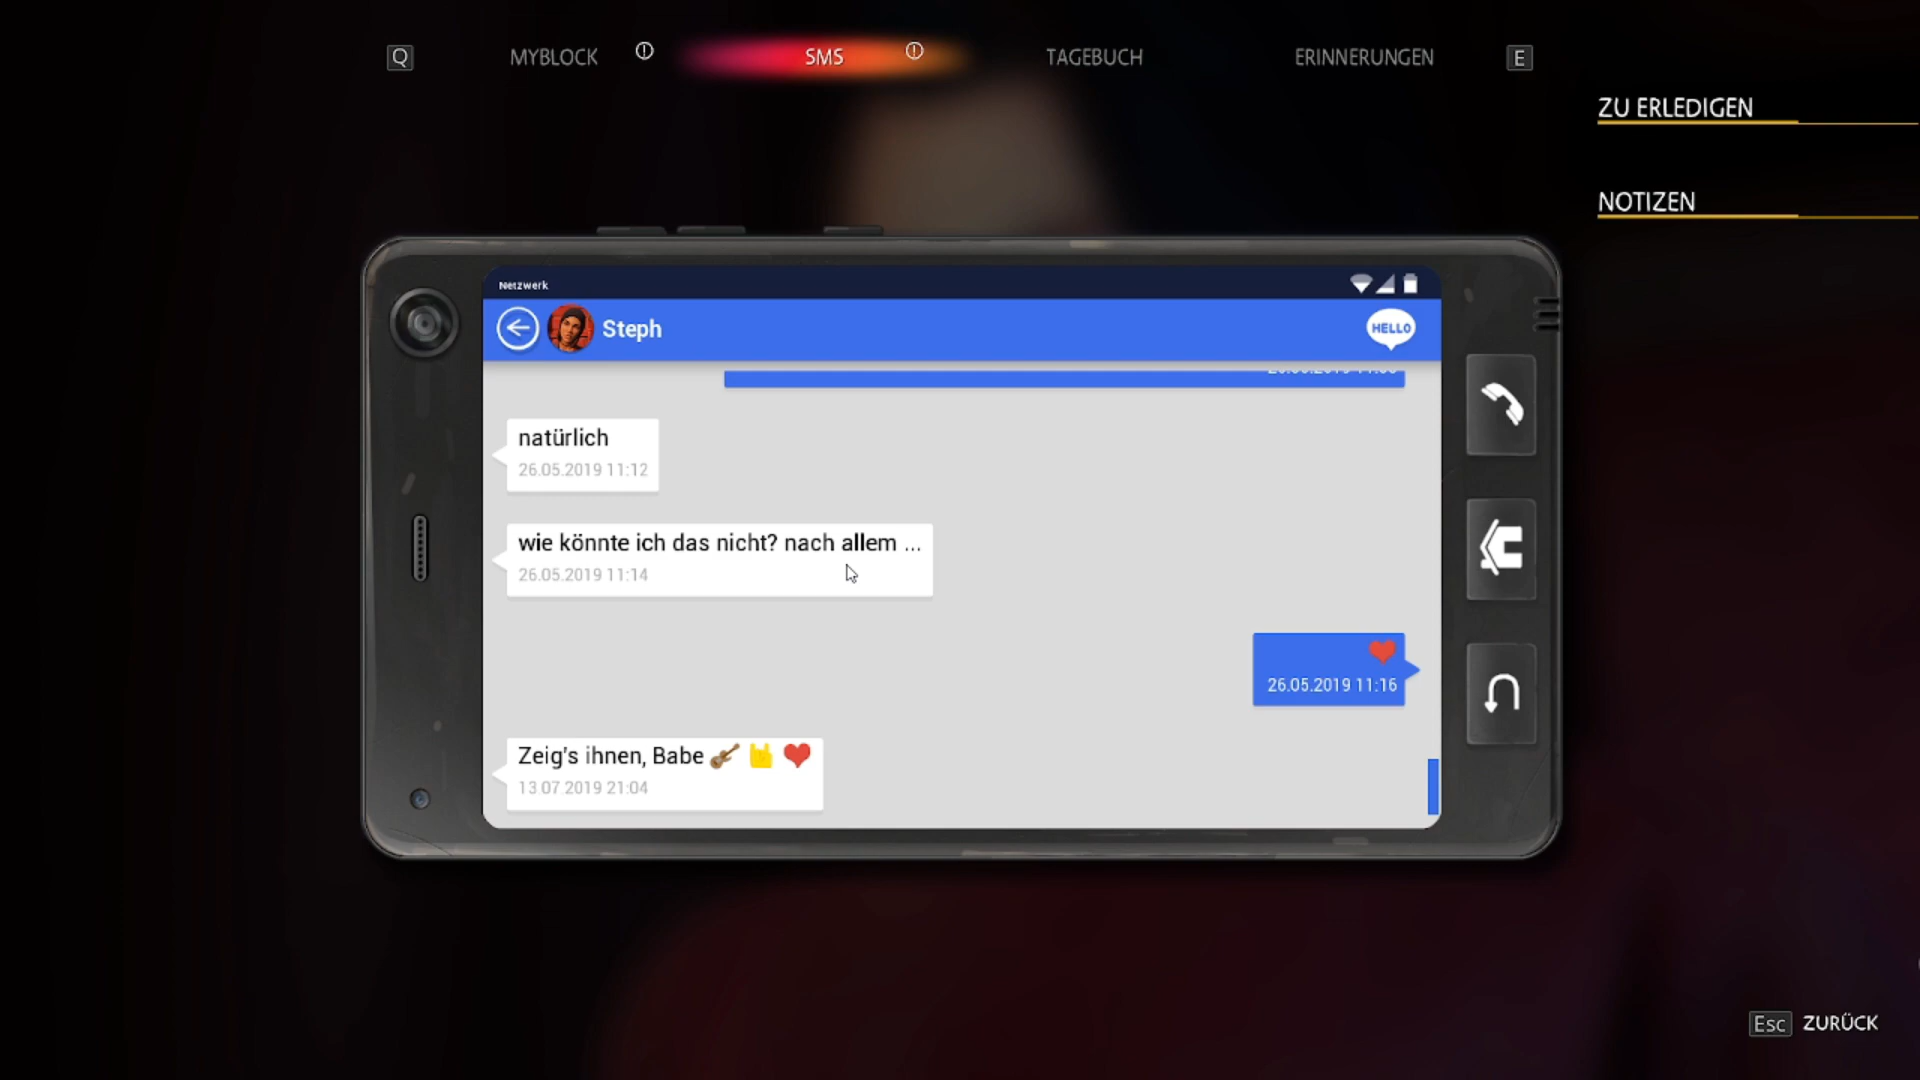 Q MYBLOCK SMS TAGEBUCH ERINNERUNGEN E
ZU ERLEDIGEN
NOTIZEN
Netzwerk
Steph
HELLO
natürlich
26.05.2019 11:12
wie könnte ich das nicht? nach allem ...
26.05.2019 11:14
26.05.2019 11:16
Zeig's ihnen, Babe
13 07.2019 21:04
Esc ZURÜCK